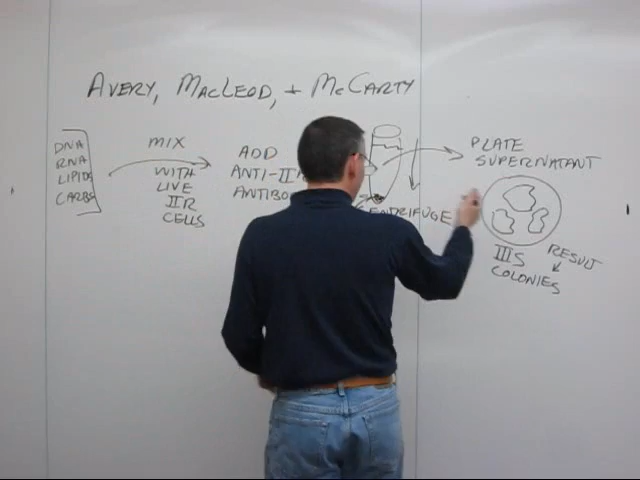 AVERY, MACLEOD, + MCCARTY
DNA
RNA
LIPIDS
CARBS
MIX
WITH
LIVE
IIR
CELLS
ADD
ANTI-II
CENTRIFUGE
PLATE
SUPERNATANT
IIIS
COLONIES
RESULT